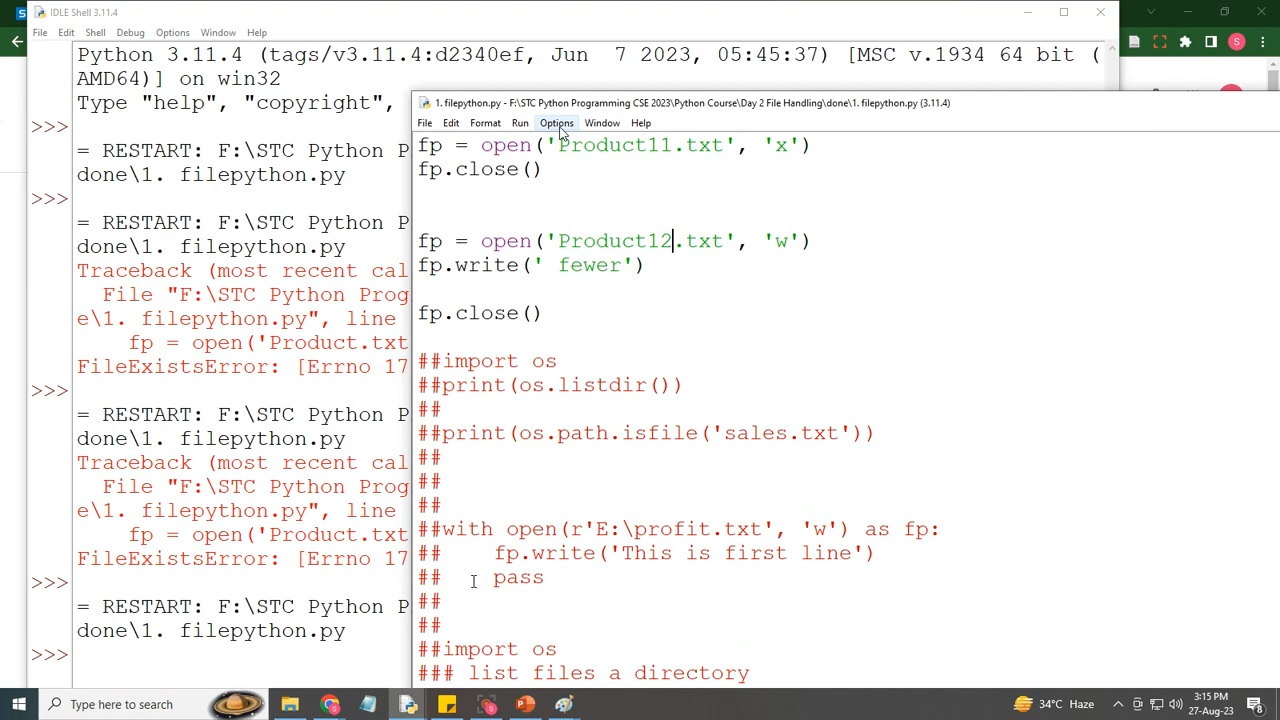 IDLE Shell 3.11.4
File Edit Shell Debug Options Window Help
Python 3.11.4 (tags/v3.11.4:d2340ef, Jun 7 2023, 05:45:37) [MSC v.1934 64 bit (
AMD64)] on win32
Type "help", "copyright",
>>>
= RESTART: F:\STC Python P
done\1. filepython.py
>>>
= RESTART: F:\STC Python P
done\1. filepython.py
Traceback (most recent cal
File "F:\STC Python Prog
e\1. filepython.py", line
fp = open('Product.txt
FileExistsError: [Errno 17
>>>
= RESTART: F:\STC Python P
done\1. filepython.py
Traceback (most recent cal
File "F:\STC Python Prog
e\1. filepython.py", line
fp = open('Product.txt
FileExistsError: [Errno 17
>>>
= RESTART: F:\STC Python P
done\1. filepython.py
>>>
1. filepython.py - F:\STC Python Programming CSE 2023\Python Course\Day 2 File Handling\done\1. filepython.py (3.11.4)
File Edit Format Run Options Window Help
fp = open('Product11.txt', 'x')
fp.close()
fp = open('Product12.txt', 'w')
fp.write(' fewer')
fp.close()
##import os
##print(os.listdir())
##
##print(os.path.isfile('sales.txt'))
##
##
##
##with open(r'E:\profit.txt', 'w') as fp:
##    fp.write('This is first line')
##    pass
##
##
##import os
### list files a directory
Type here to search
34°C Haze
3:15 PM
27-Aug-23
8
S
S